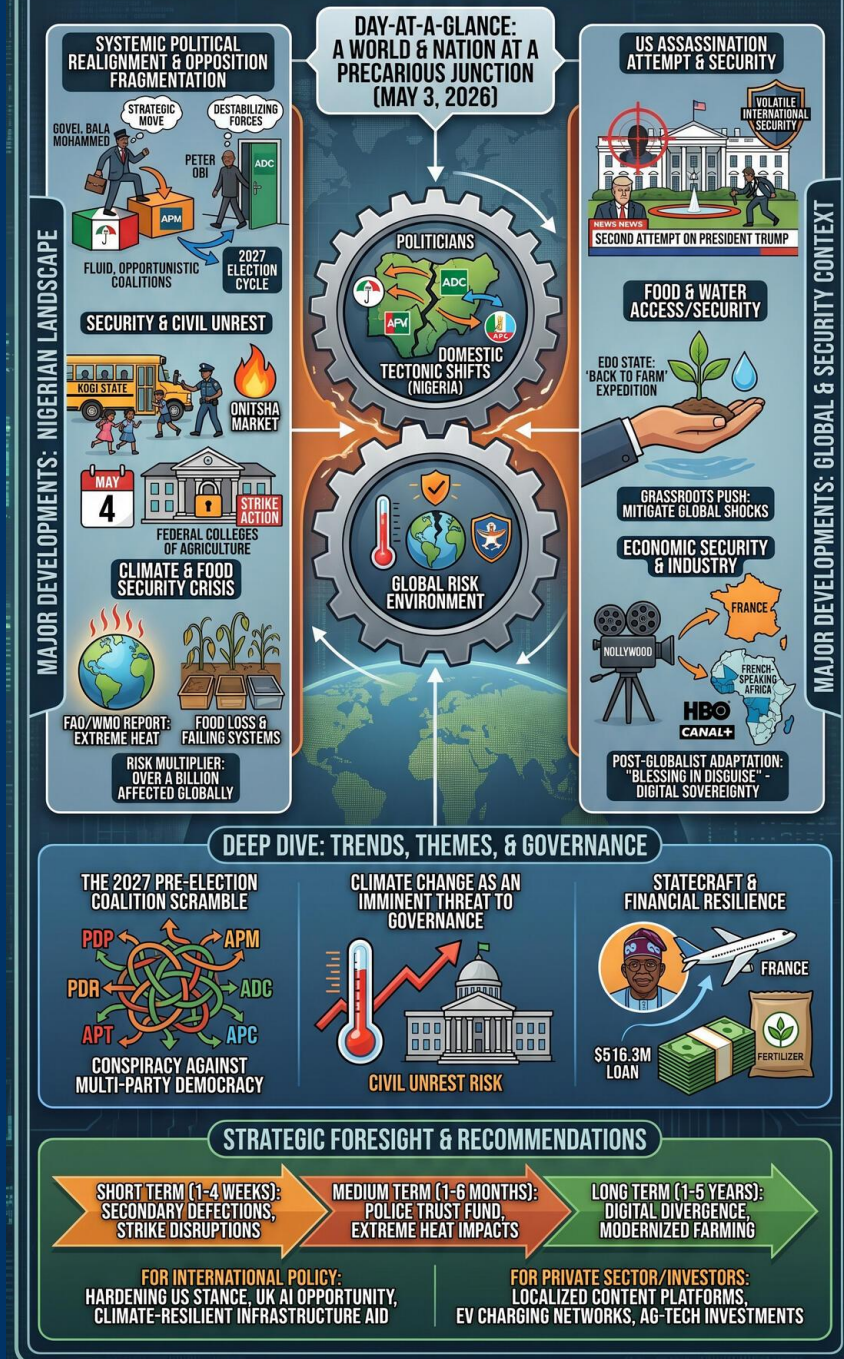 DAY-AT-A-GLANCE:
A WORLD & NATION AT A
PRECARIOUS JUNCTION
(MAY 3, 2026)
MAJOR DEVELOPMENTS: NIGERIAN LANDSCAPE
SYSTEMIC POLITICAL
REALIGNMENT & OPPOSITION
FRAGMENTATION
STRATEGIC
MOVE
DESTABILIZING
FORCES
GOVEI, BALA
MOHAMMED
PETER
OBI
ADC
APM
FLUID, OPPORTUNISTIC
COALITIONS
2027
ELECTION
CYCLE
SECURITY & CIVIL UNREST
KOGI STATE
ONITSHA
MARKET
MAY
4
STRIKE
ACTION
FEDERAL COLLEGES
OF AGRICULTURE
CLIMATE & FOOD
SECURITY CRISIS
FAO/WMO REPORT:
EXTREME HEAT
FOOD LOSS &
FAILING SYSTEMS
RISK MULTIPLIER:
OVER A BILLION
AFFECTED GLOBALLY
POLITICIANS
ADC
APM
APC
DOMESTIC
TECTONIC SHIFTS
(NIGERIA)
GLOBAL RISK
ENVIRONMENT
MAJOR DEVELOPMENTS: GLOBAL & SECURITY CONTEXT
US ASSASSINATION
ATTEMPT & SECURITY
VOLATILE
INTERNATIONAL
SECURITY
NEWS NEWS
SECOND ATTEMPT ON PRESIDENT TRUMP
FOOD & WATER
ACCESS/SECURITY
EDO STATE:
'BACK TO FARM'
EXPEDITION
GRASSROOTS PUSH:
MITIGATE GLOBAL SHOCKS
ECONOMIC SECURITY
& INDUSTRY
FRANCE
NOLLYWOOD
FRENCH-
SPEAKING
AFRICA
HBO
CANAL+
POST-GLOBALIST ADAPTATION:
"BLESSING IN DISGUISE" -
DIGITAL SOVEREIGNTY
DEEP DIVE: TRENDS, THEMES, & GOVERNANCE
THE 2027 PRE-ELECTION
COALITION SCRAMBLE
PDP
APM
PDR
ADC
APT
APC
CONSPIRACY AGAINST
MULTI-PARTY DEMOCRACY
CLIMATE CHANGE AS AN
IMMINENT THREAT TO
GOVERNANCE
CIVIL UNREST RISK
STATECRAFT &
FINANCIAL RESILIENCE
FRANCE
$516.3M
LOAN
FERTILIZER
STRATEGIC FORESIGHT & RECOMMENDATIONS
SHORT TERM (1-4 WEEKS):
SECONDARY DEFECTIONS,
STRIKE DISRUPTIONS
MEDIUM TERM (1-6 MONTHS):
POLICE TRUST FUND,
EXTREME HEAT IMPACTS
LONG TERM (1-5 YEARS):
DIGITAL DIVERGENCE,
MODERNIZED FARMING
FOR INTERNATIONAL POLICY:
HARDENING US STANCE, UK AI OPPORTUNITY,
CLIMATE-RESILIENT INFRASTRUCTURE AID
FOR PRIVATE SECTOR/INVESTORS:
LOCALIZED CONTENT PLATFORMS,
EV CHARGING NETWORKS, AG-TECH INVESTMENTS